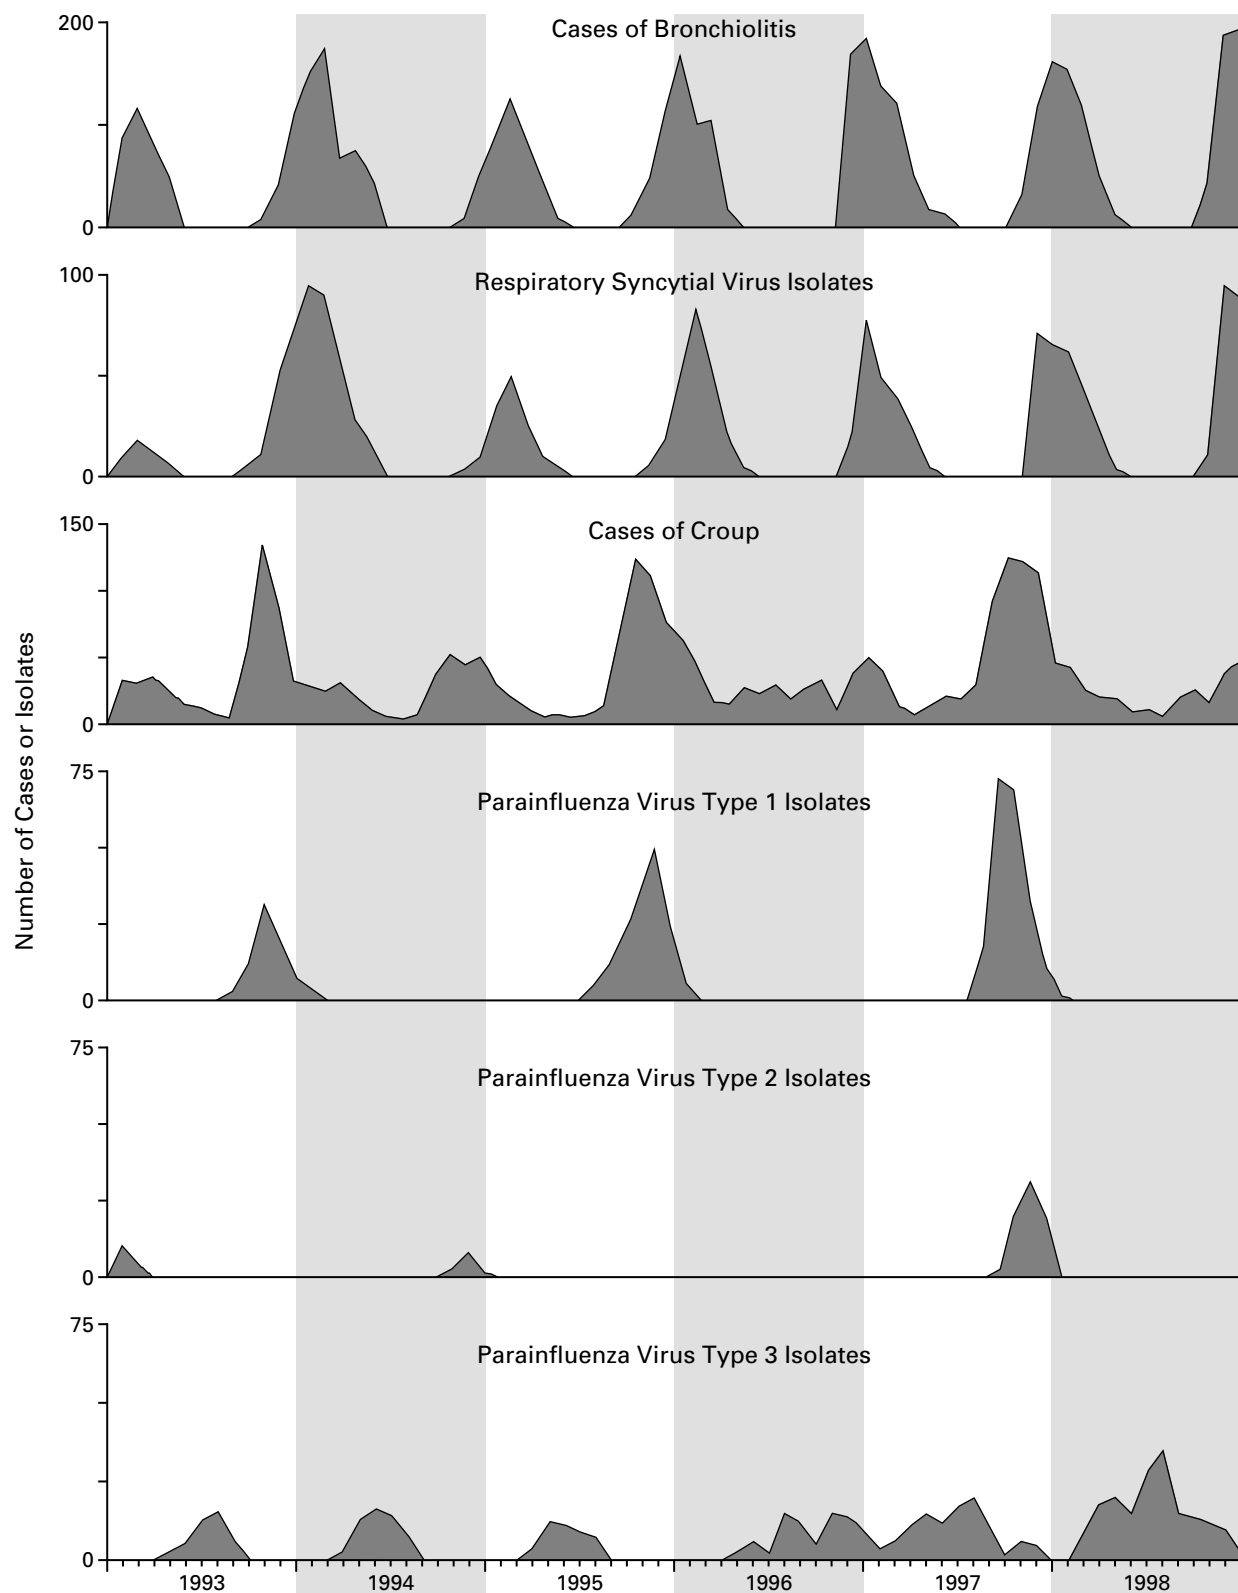 200
Cases of Bronchiolitis
0
100
Respiratory Syncytial Virus Isolates
0
150
Cases of Croup
0
Number of Cases or Isolates
75
Parainfluenza Virus Type 1 Isolates
0
75
Parainfluenza Virus Type 2 Isolates
0
75
Parainfluenza Virus Type 3 Isolates
0
1993 1994 1995 1996 1997 1998